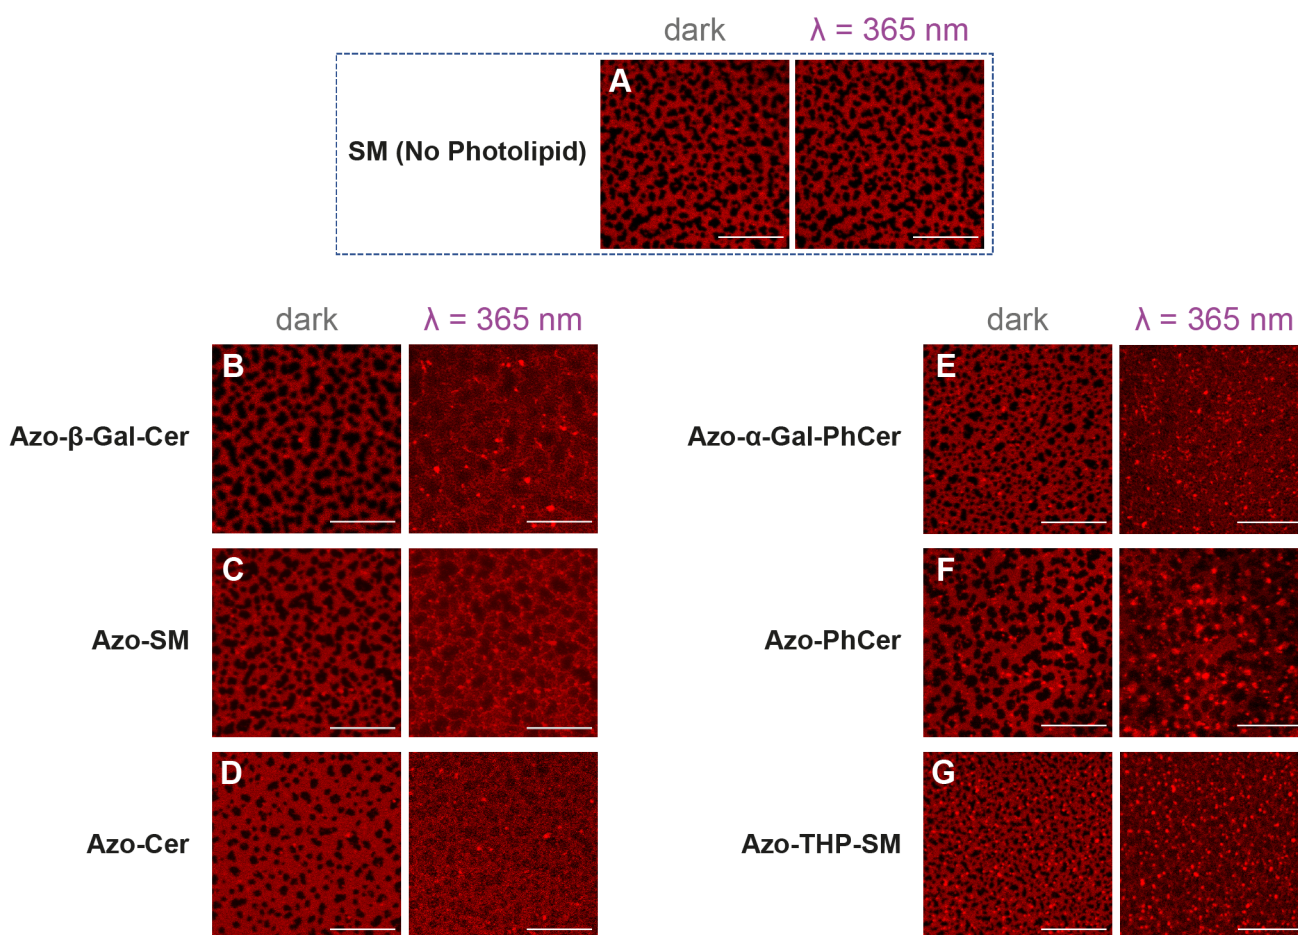 dark λ = 365 nm
A
SM (No Photolipid)
dark λ = 365 nm
B
Azo-β-Gal-Cer
C
Azo-SM
D
Azo-Cer
dark λ = 365 nm
E
Azo-α-Gal-PhCer
F
Azo-PhCer
G
Azo-THP-SM